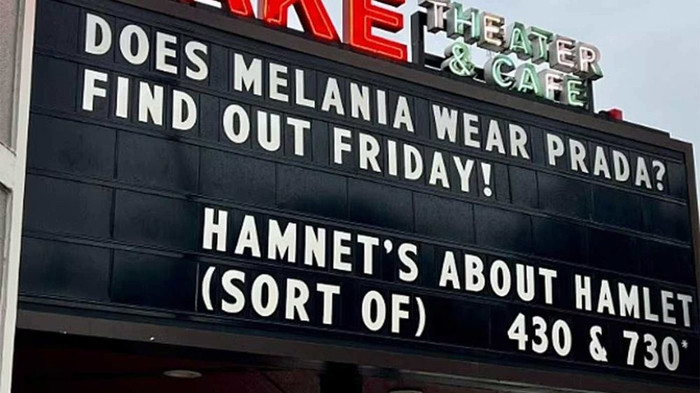 THEATER
& CAFE
DOES MELANIA WEAR PRADA?
FIND OUT FRIDAY!
HAMNET'S ABOUT HAMLET
(SORT OF) 430 & 730*